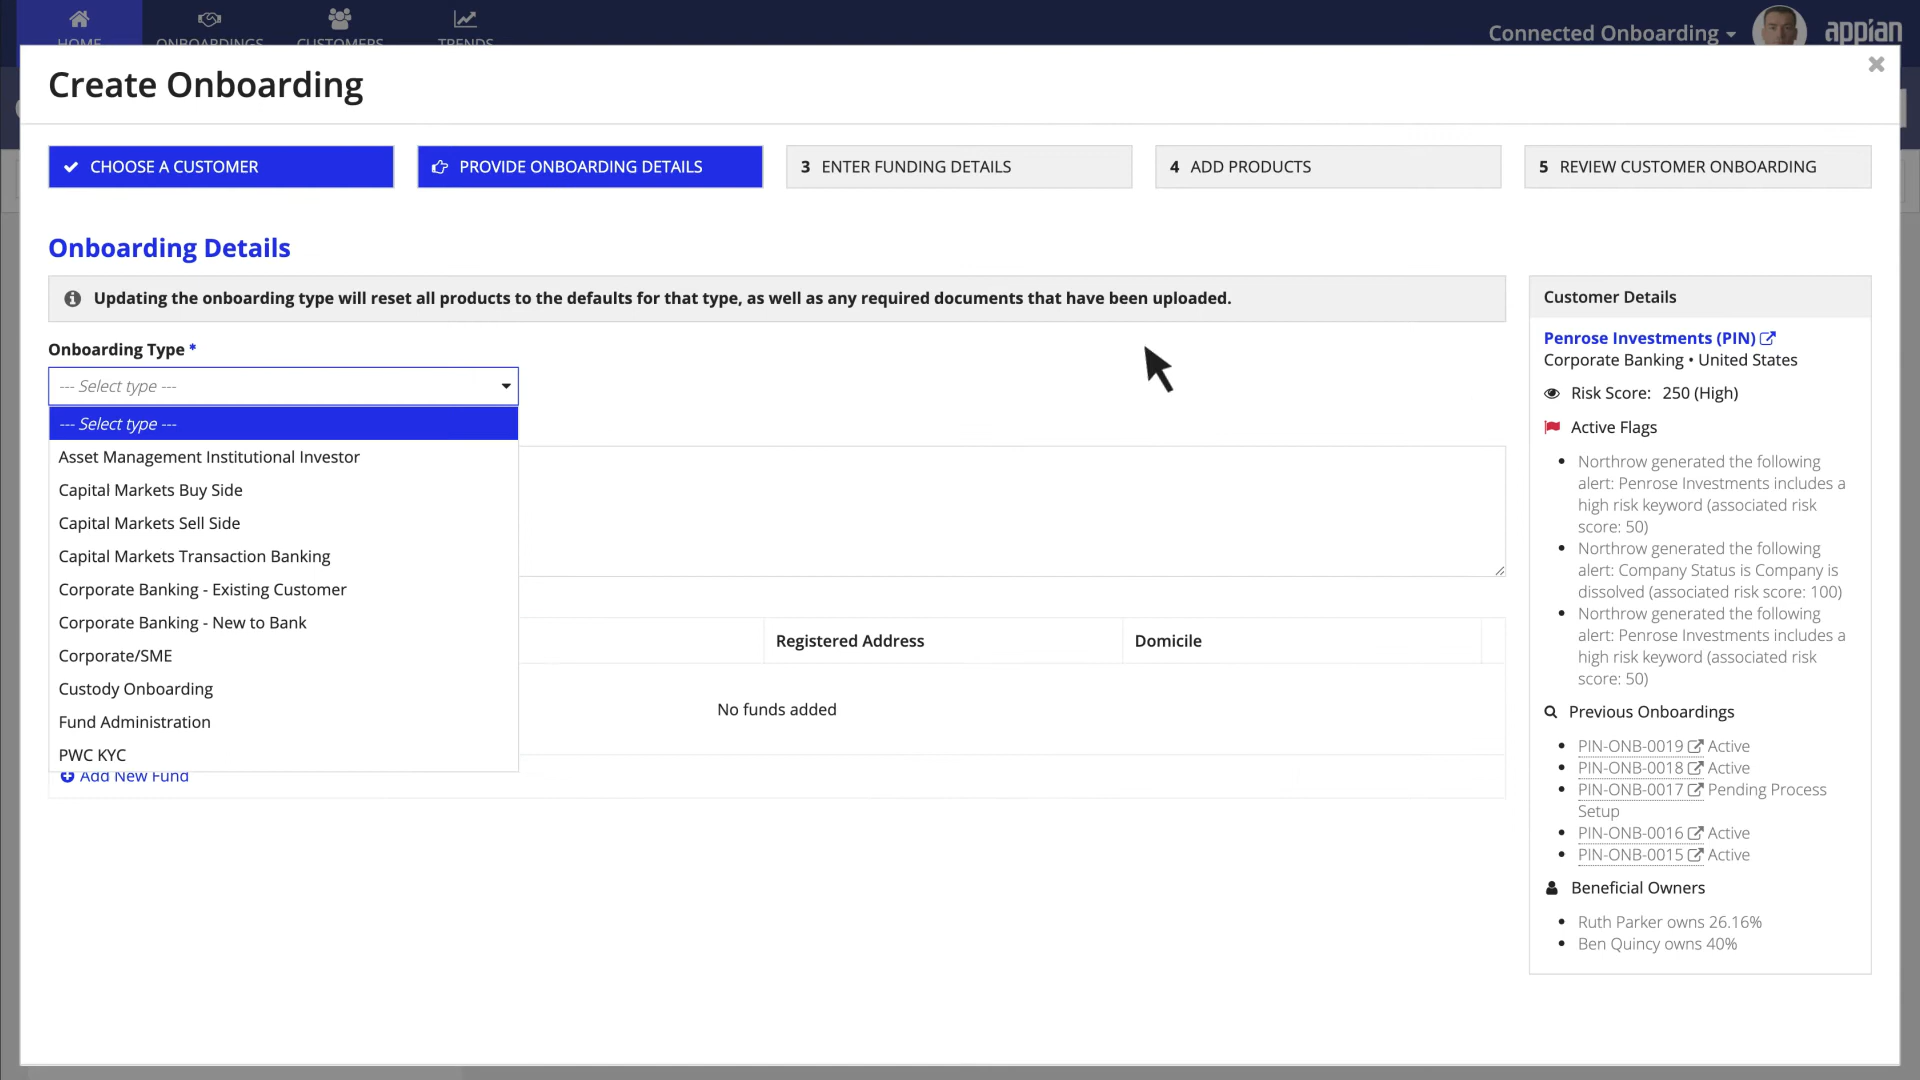 HOME
ONBOARDINGS
CUSTOMERS
TRENDS
Connected Onboarding
appian
Create Onboarding
CHOOSE A CUSTOMER
PROVIDE ONBOARDING DETAILS
3 ENTER FUNDING DETAILS
4 ADD PRODUCTS
5 REVIEW CUSTOMER ONBOARDING
Onboarding Details
Updating the onboarding type will reset all products to the defaults for that type, as well as any required documents that have been uploaded.
Onboarding Type *
--- Select type ---
--- Select type ---
Asset Management Institutional Investor
Capital Markets Buy Side
Capital Markets Sell Side
Capital Markets Transaction Banking
Corporate Banking - Existing Customer
Corporate Banking - New to Bank
Corporate/SME
Custody Onboarding
Fund Administration
PWC KYC
Registered Address
Domicile
No funds added
Add New Fund
Customer Details
Penrose Investments (PIN)
Corporate Banking • United States
Risk Score: 250 (High)
Active Flags
• Northrow generated the following
alert: Penrose Investments includes a
high risk keyword (associated risk
score: 50)
• Northrow generated the following
alert: Company Status is Company is
dissolved (associated risk score: 100)
• Northrow generated the following
alert: Penrose Investments includes a
high risk keyword (associated risk
score: 50)
Previous Onboardings
• PIN-ONB-0019 Active
• PIN-ONB-0018 Active
• PIN-ONB-0017 Pending Process
Setup
• PIN-ONB-0016 Active
• PIN-ONB-0015 Active
Beneficial Owners
• Ruth Parker owns 26.16%
• Ben Quincy owns 40%